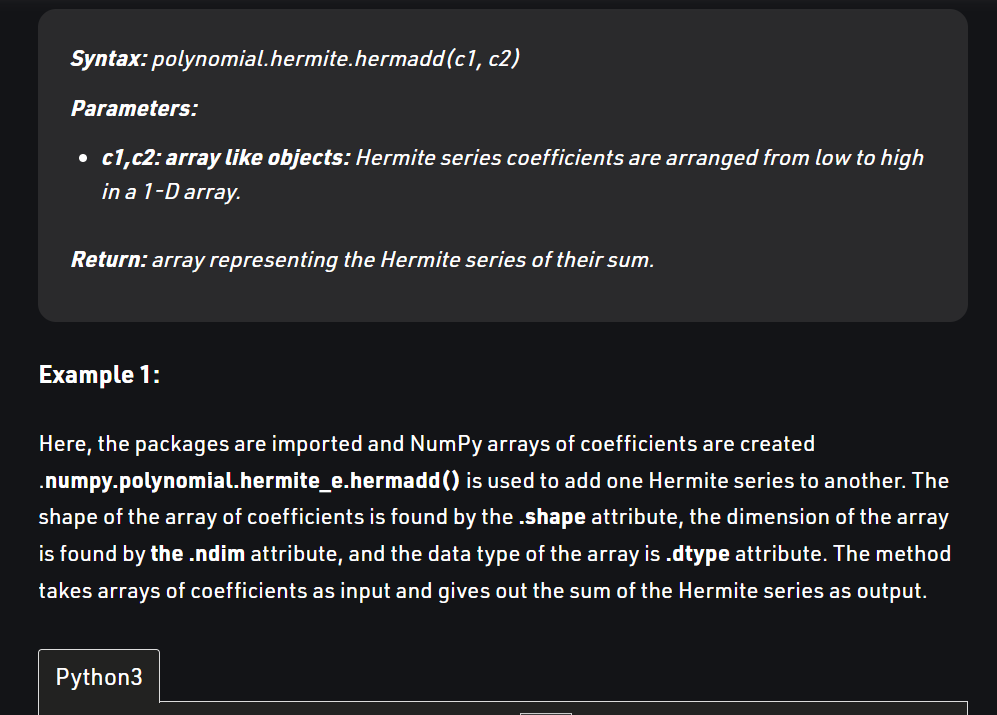 Syntax: polynomial.hermite.hermadd(c1, c2)
Parameters:
• c1,c2: array like objects: Hermite series coefficients are arranged from low to high
in a 1-D array.
Return: array representing the Hermite series of their sum.
Example 1:
Here, the packages are imported and NumPy arrays of coefficients are created
.numpy.polynomial.hermite_e.hermadd() is used to add one Hermite series to another. The
shape of the array of coefficients is found by the .shape attribute, the dimension of the array
is found by the .ndim attribute, and the data type of the array is .dtype attribute. The method
takes arrays of coefficients as input and gives out the sum of the Hermite series as output.
Python3